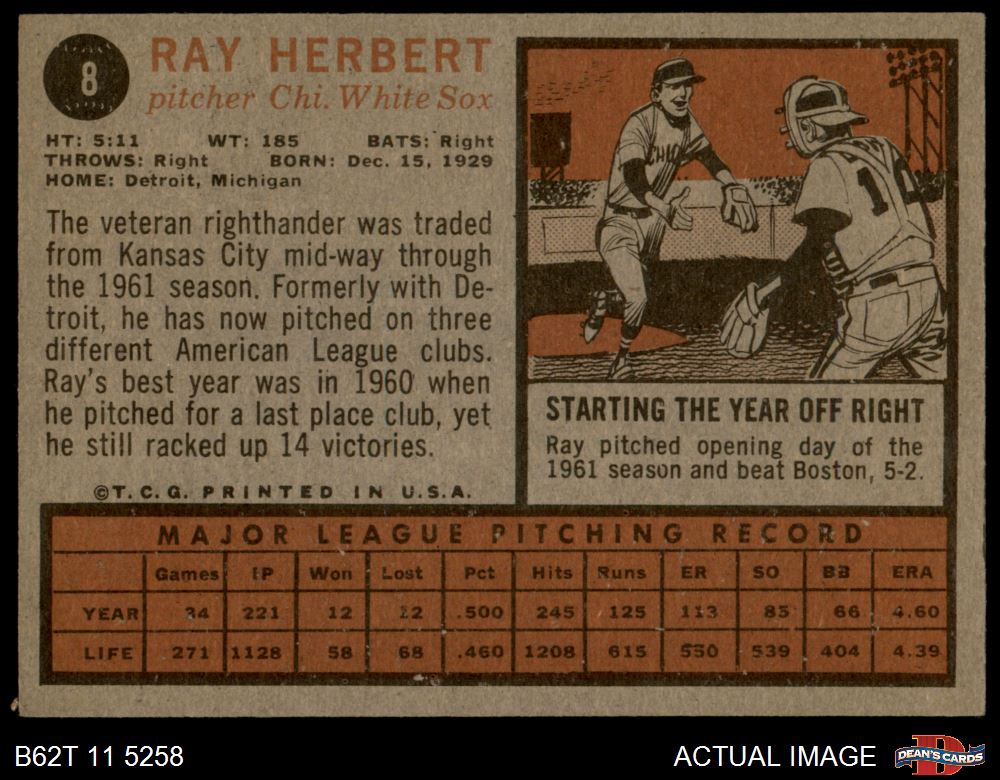 8
RAY HERBERT
pitcher Chi. White Sox
HT: 5:11 WT: 185 BATS: Right
THROWS: Right BORN: Dec. 15, 1929
HOME: Detroit, Michigan
The veteran righthander was traded
from Kansas City mid-way through
the 1961 season. Formerly with De-
troit, he has now pitched on three
different American League clubs.
Ray's best year was in 1960 when
he pitched for a last place club, yet
he still racked up 14 victories.
©T.C.G. PRINTED IN U.S.A.
CHICAGO
1
STARTING THE YEAR OFF RIGHT
Ray pitched opening day of the
1961 season and beat Boston, 5-2.
MAJOR LEAGUE PITCHING RECORD
Games IP Won Lost Pct Hits Runs ER SO BB ERA
YEAR 34 221 12 12 .500 245 125 113 85 66 4.60
LIFE 271 1128 58 68 .460 1208 615 550 539 404 4.39
B62T 11 5258
ACTUAL IMAGE
D
DEAN'S CARDS